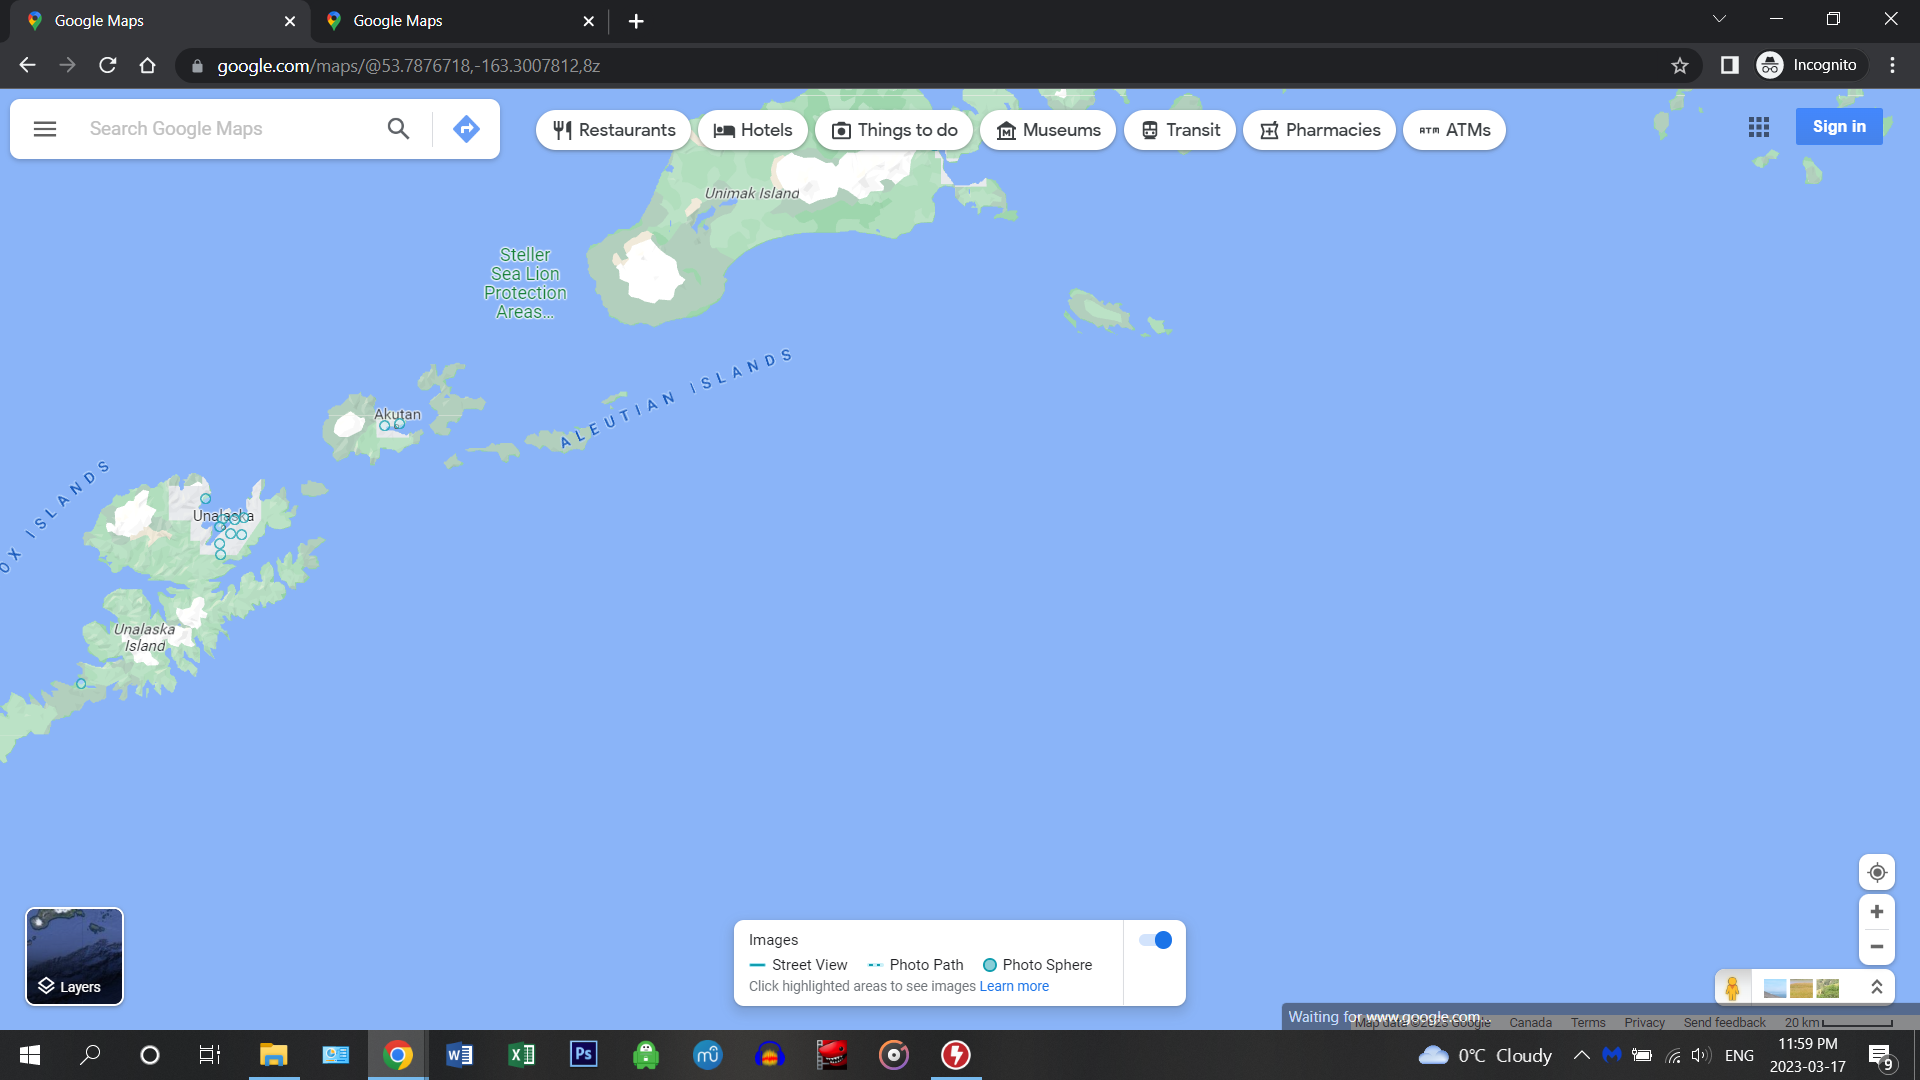 Google Maps
Google Maps
google.com/maps/@53.7876718,-163.3007812,8z
Incognito
Search Google Maps
Restaurants
Hotels
Things to do
Museums
Transit
Pharmacies
ATM ATMs
Sign in
Unimak Island
Steller
Sea Lion
Protection
Areas...
ALEUTIAN ISLANDS
Akutan
OX ISLANDS
Unalaska
Unalaska
Island
Images
Street View
Photo Path
Photo Sphere
Click highlighted areas to see images Learn more
Layers
Waiting for www.google.com...
Map data ©2023 Google
Canada
Terms
Privacy
Send feedback
20 km
W
X
Ps
mü
0°C Cloudy
ENG
11:59 PM
2023-03-17
9